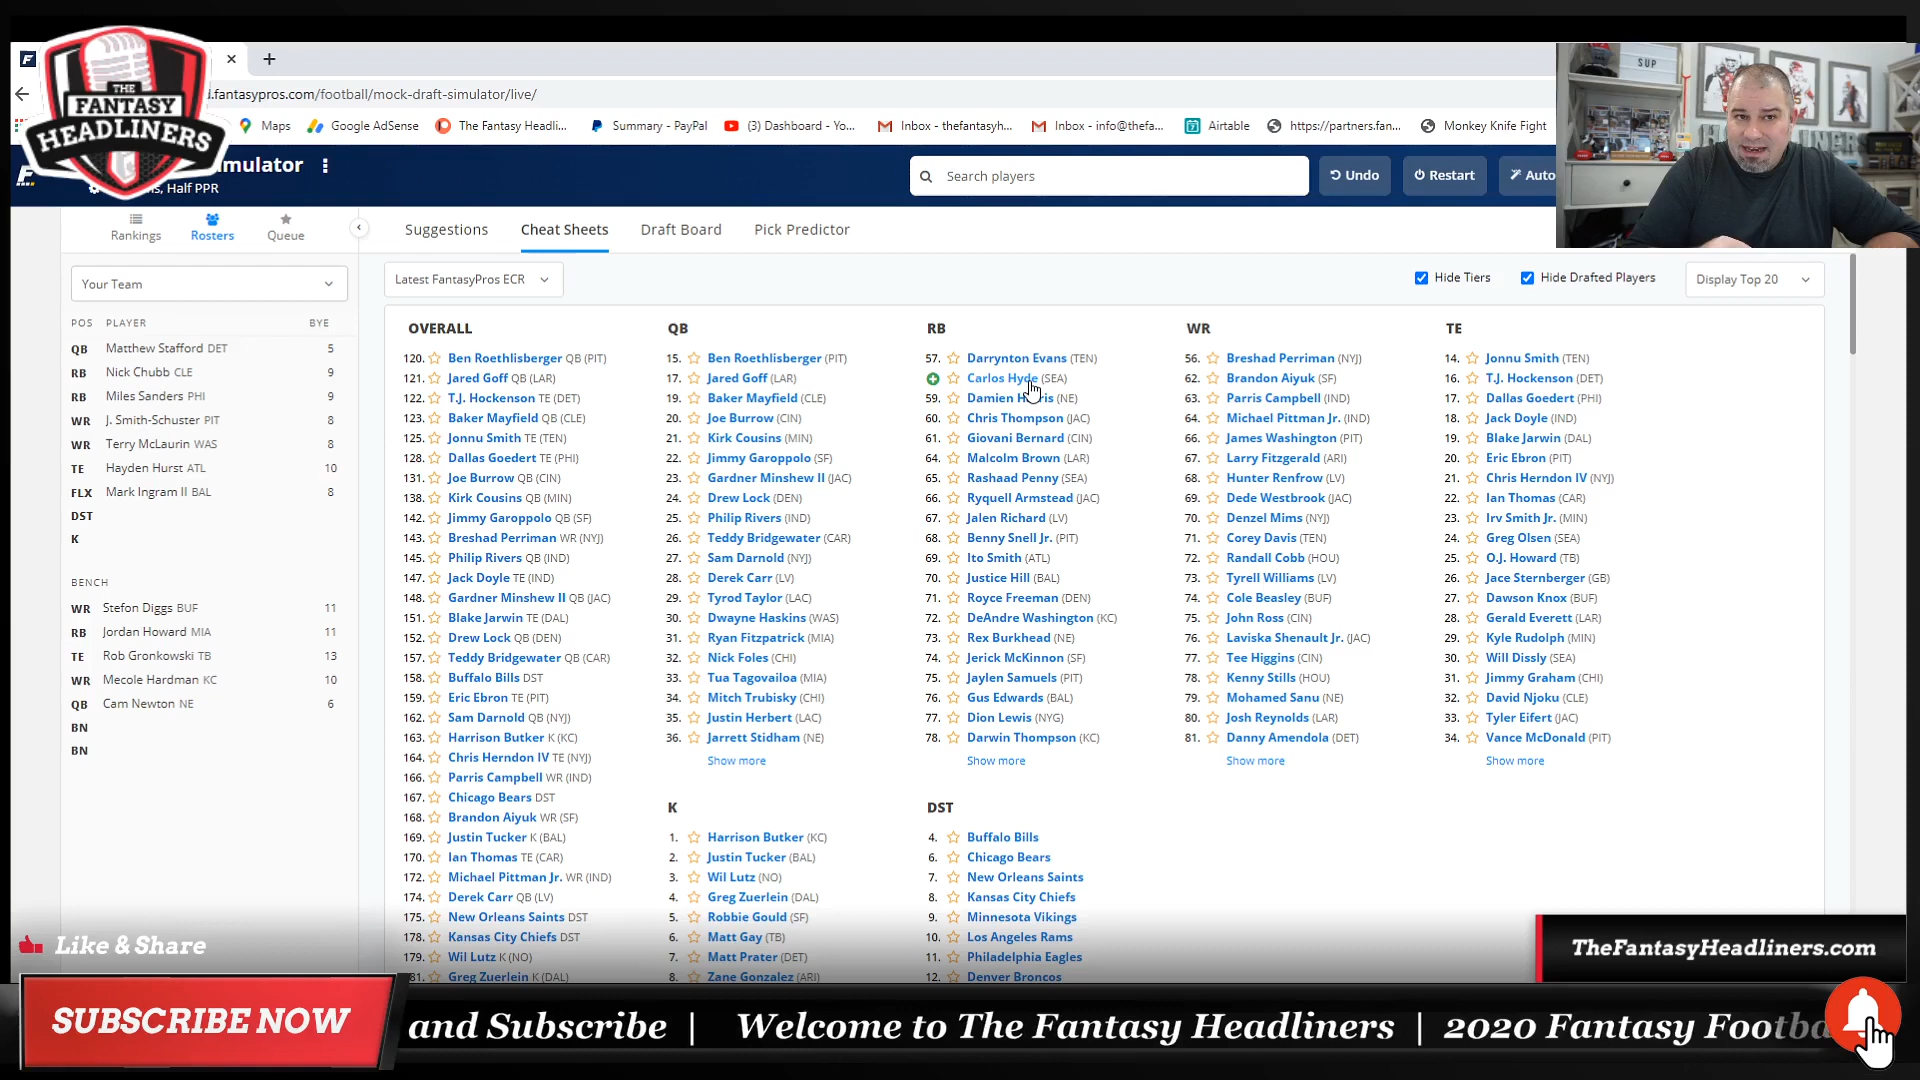 THE
FANTASY
HEADLINERS
SUP
d.fantasypros.com/football/mock-draft-simulator/live/
Maps
Google AdSense
The Fantasy Headli...
Summary - PayPal
(3) Dashboard - Yo...
Inbox - thefantasyh...
Inbox - info@thefa...
Airtable
https://partners.fan...
Monkey Knife Fight
mulator
, Half PPR
Search players
Undo
Restart
Auto
Rankings
Rosters
Queue
Suggestions
Cheat Sheets
Draft Board
Pick Predictor
Your Team
POS PLAYER BYE
QB Matthew Stafford DET 5
RB Nick Chubb CLE 9
RB Miles Sanders PHI 9
WR J. Smith-Schuster PIT 8
WR Terry McLaurin WAS 8
TE Hayden Hurst ATL 10
FLX Mark Ingram II BAL 8
DST
K
BENCH
WR Stefon Diggs BUF 11
RB Jordan Howard MIA 11
TE Rob Gronkowski TB 13
WR Mecole Hardman KC 10
QB Cam Newton NE 6
BN
BN
Latest FantasyPros ECR
Hide Tiers
Hide Drafted Players
Display Top 20
OVERALL
120. Ben Roethlisberger QB (PIT)
121. Jared Goff QB (LAR)
122. T.J. Hockenson TE (DET)
123. Baker Mayfield QB (CLE)
125. Jonnu Smith TE (TEN)
128. Dallas Goedert TE (PHI)
131. Joe Burrow QB (CIN)
138. Kirk Cousins QB (MIN)
142. Jimmy Garoppolo QB (SF)
143. Breshad Perriman WR (NYJ)
145. Philip Rivers QB (IND)
147. Jack Doyle TE (IND)
148. Gardner Minshew II QB (JAC)
151. Blake Jarwin TE (DAL)
152. Drew Lock QB (DEN)
157. Teddy Bridgewater QB (CAR)
158. Buffalo Bills DST
159. Eric Ebron TE (PIT)
162. Sam Darnold QB (NYJ)
163. Harrison Butker K (KC)
164. Chris Herndon IV TE (NYJ)
166. Parris Campbell WR (IND)
167. Chicago Bears DST
168. Brandon Aiyuk WR (SF)
169. Justin Tucker K (BAL)
170. Ian Thomas TE (CAR)
172. Michael Pittman Jr. WR (IND)
174. Derek Carr QB (LV)
175. New Orleans Saints DST
178. Kansas City Chiefs DST
179. Wil Lutz K (NO)
81. Greg Zuerlein K (DAL)
QB
15. Ben Roethlisberger (PIT)
17. Jared Goff (LAR)
19. Baker Mayfield (CLE)
20. Joe Burrow (CIN)
21. Kirk Cousins (MIN)
22. Jimmy Garoppolo (SF)
23. Gardner Minshew II (JAC)
24. Drew Lock (DEN)
25. Philip Rivers (IND)
26. Teddy Bridgewater (CAR)
27. Sam Darnold (NYJ)
28. Derek Carr (LV)
29. Tyrod Taylor (LAC)
30. Dwayne Haskins (WAS)
31. Ryan Fitzpatrick (MIA)
32. Nick Foles (CHI)
33. Tua Tagovailoa (MIA)
34. Mitch Trubisky (CHI)
35. Justin Herbert (LAC)
36. Jarrett Stidham (NE)
Show more
RB
57. Darrynton Evans (TEN)
Carlos Hyde (SEA)
59. Damien H rris (NE)
60. Chris Thompson (JAC)
61. Giovani Bernard (CIN)
64. Malcolm Brown (LAR)
65. Rashaad Penny (SEA)
66. Ryquell Armstead (JAC)
67. Jalen Richard (LV)
68. Benny Snell Jr. (PIT)
69. Ito Smith (ATL)
70. Justice Hill (BAL)
71. Royce Freeman (DEN)
72. DeAndre Washington (KC)
73. Rex Burkhead (NE)
74. Jerick McKinnon (SF)
75. Jaylen Samuels (PIT)
76. Gus Edwards (BAL)
77. Dion Lewis (NYG)
78. Darwin Thompson (KC)
Show more
WR
56. Breshad Perriman (NYJ)
62. Brandon Aiyuk (SF)
63. Parris Campbell (IND)
64. Michael Pittman Jr. (IND)
66. James Washington (PIT)
67. Larry Fitzgerald (ARI)
68. Hunter Renfrow (LV)
69. Dede Westbrook (JAC)
70. Denzel Mims (NYJ)
71. Corey Davis (TEN)
72. Randall Cobb (HOU)
73. Tyrell Williams (LV)
74. Cole Beasley (BUF)
75. John Ross (CIN)
76. Laviska Shenault Jr. (JAC)
77. Tee Higgins (CIN)
78. Kenny Stills (HOU)
79. Mohamed Sanu (NE)
80. Josh Reynolds (LAR)
81. Danny Amendola (DET)
Show more
TE
14. Jonnu Smith (TEN)
16. T.J. Hockenson (DET)
17. Dallas Goedert (PHI)
18. Jack Doyle (IND)
19. Blake Jarwin (DAL)
20. Eric Ebron (PIT)
21. Chris Herndon IV (NYJ)
22. Ian Thomas (CAR)
23. Irv Smith Jr. (MIN)
24. Greg Olsen (SEA)
25. O.J. Howard (TB)
26. Jace Sternberger (GB)
27. Dawson Knox (BUF)
28. Gerald Everett (LAR)
29. Kyle Rudolph (MIN)
30. Will Dissly (SEA)
31. Jimmy Graham (CHI)
32. David Njoku (CLE)
33. Tyler Eifert (JAC)
34. Vance McDonald (PIT)
Show more
K
1. Harrison Butker (KC)
2. Justin Tucker (BAL)
3. Wil Lutz (NO)
4. Greg Zuerlein (DAL)
5. Robbie Gould (SF)
6. Matt Gay (TB)
7. Matt Prater (DET)
8. Zane Gonzalez (ARI)
DST
4. Buffalo Bills
6. Chicago Bears
7. New Orleans Saints
8. Kansas City Chiefs
9. Minnesota Vikings
10. Los Angeles Rams
11. Philadelphia Eagles
12. Denver Broncos
Like & Share
TheFantasyHeadliners.com
SUBSCRIBE NOW
and Subscribe | Welcome to The Fantasy Headliners | 2020 Fantasy Footba